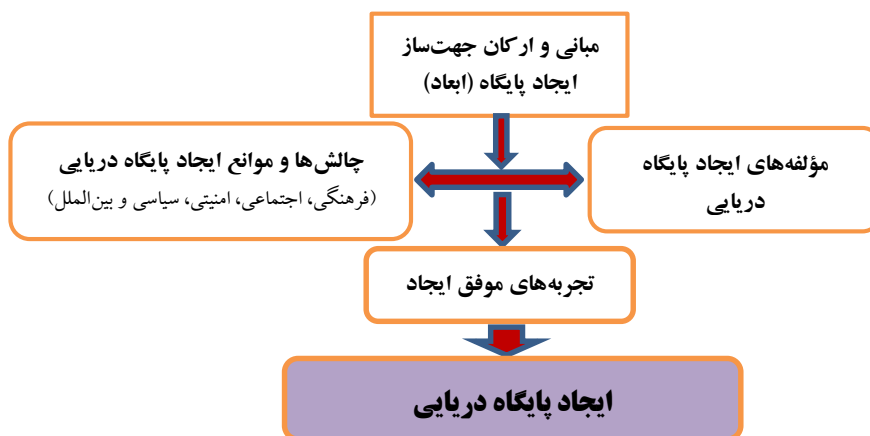 مبانی و ارکان جهت‌ساز
ایجاد پایگاه (ابعاد)
مؤلفه‌های ایجاد پایگاه
دریایی
چالش‌ها و موانع ایجاد پایگاه دریایی
(فرهنگی، اجتماعی، امنیتی، سیاسی و بین‌الملل)
تجربه‌های موفق ایجاد
ایجاد پایگاه دریایی